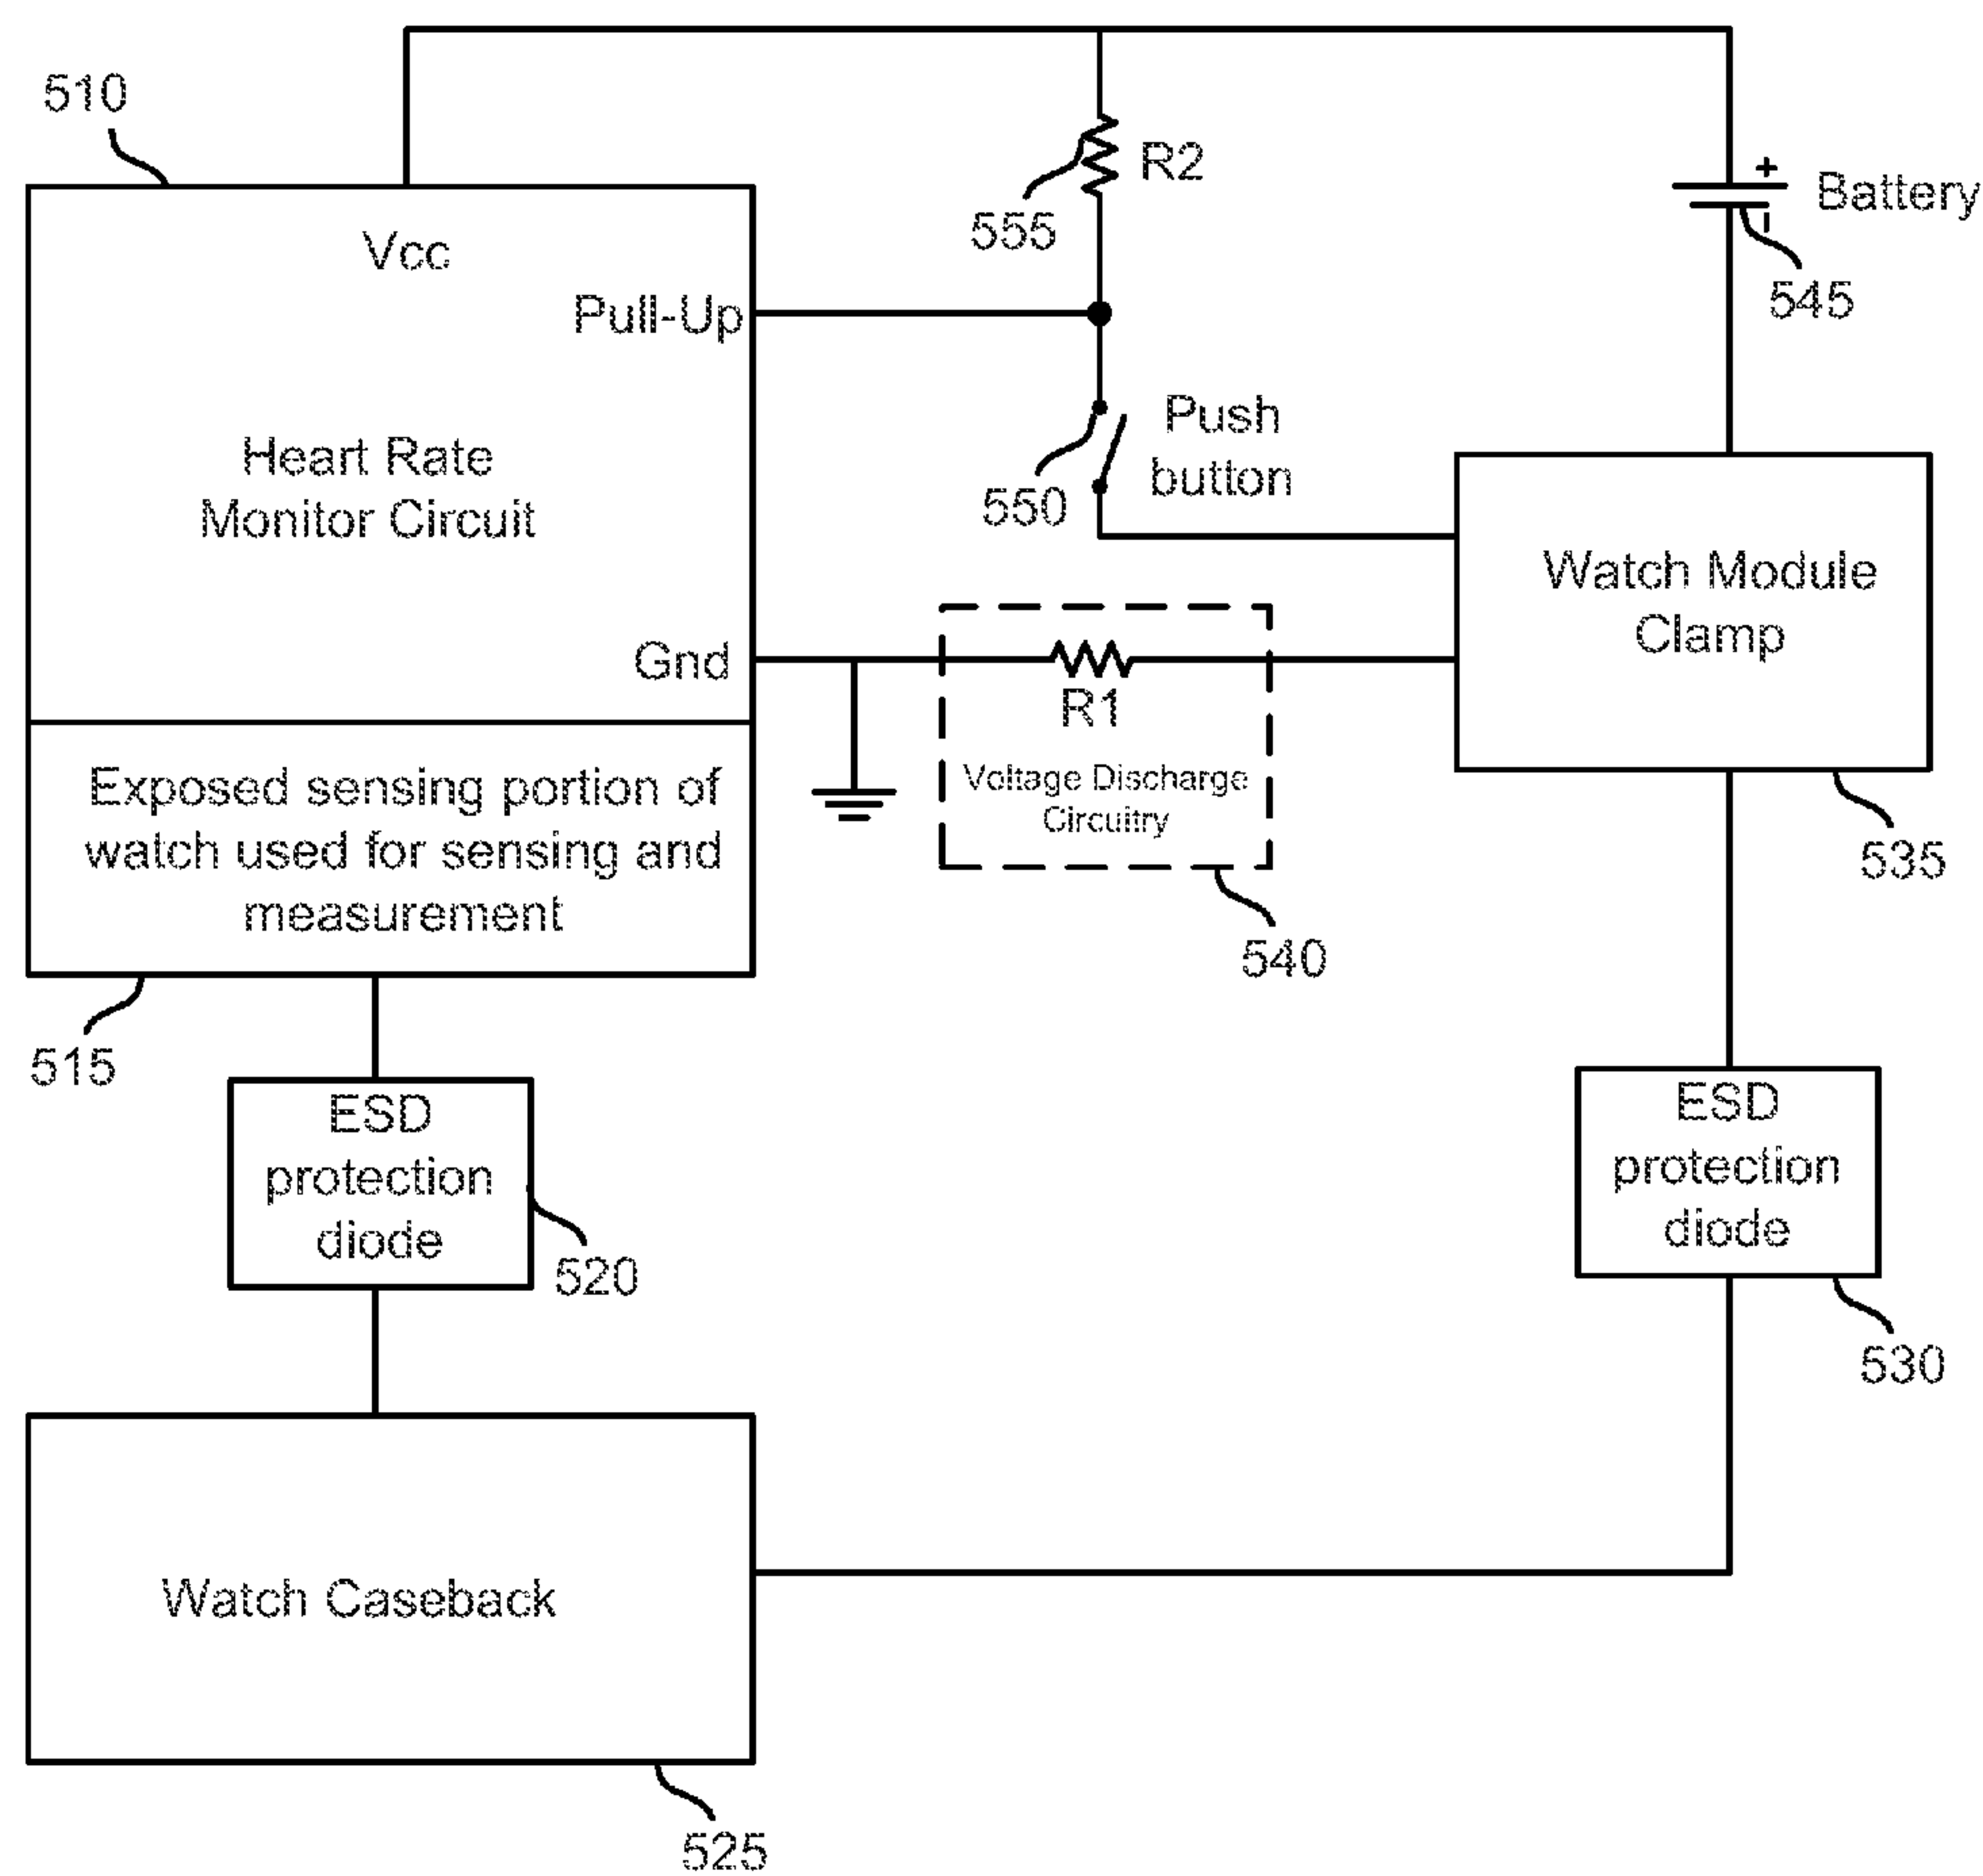 510
Vcc
Pull-Up
Heart Rate
Monitor Circuit
Gnd
Exposed sensing portion of
watch used for sensing and
measurement
515
R2
555
+
-
Battery
545
Push
button
550
Watch Module
Clamp
535
R1
Voltage Discharge
Circuitry
540
ESD
protection
diode
520
ESD
protection
diode
530
Watch Caseback
525